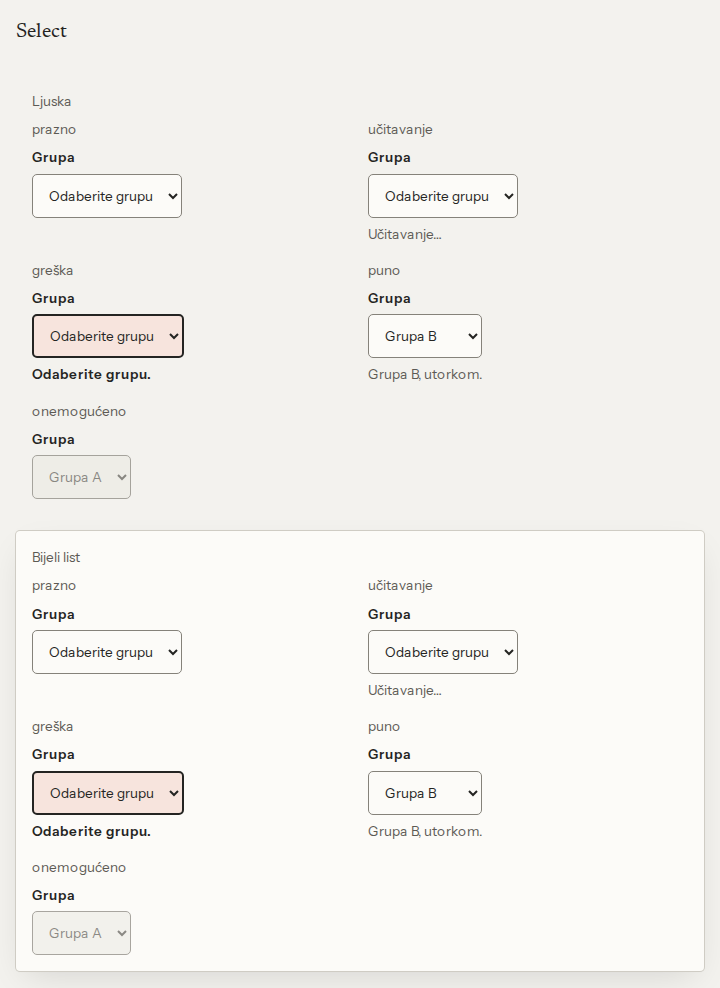 Select
Ljuska
prazno
Grupa
Odaberite grupu
učitavanje
Grupa
Odaberite grupu
Učitavanje…
greška
Grupa
Odaberite grupu
Odaberite grupu.
puno
Grupa
Grupa B
Grupa B, utorkom.
onemogućeno
Grupa
Grupa A
Bijeli list
prazno
Grupa
Odaberite grupu
učitavanje
Grupa
Odaberite grupu
Učitavanje…
greška
Grupa
Odaberite grupu
Odaberite grupu.
puno
Grupa
Grupa B
Grupa B, utorkom.
onemogućeno
Grupa
Grupa A